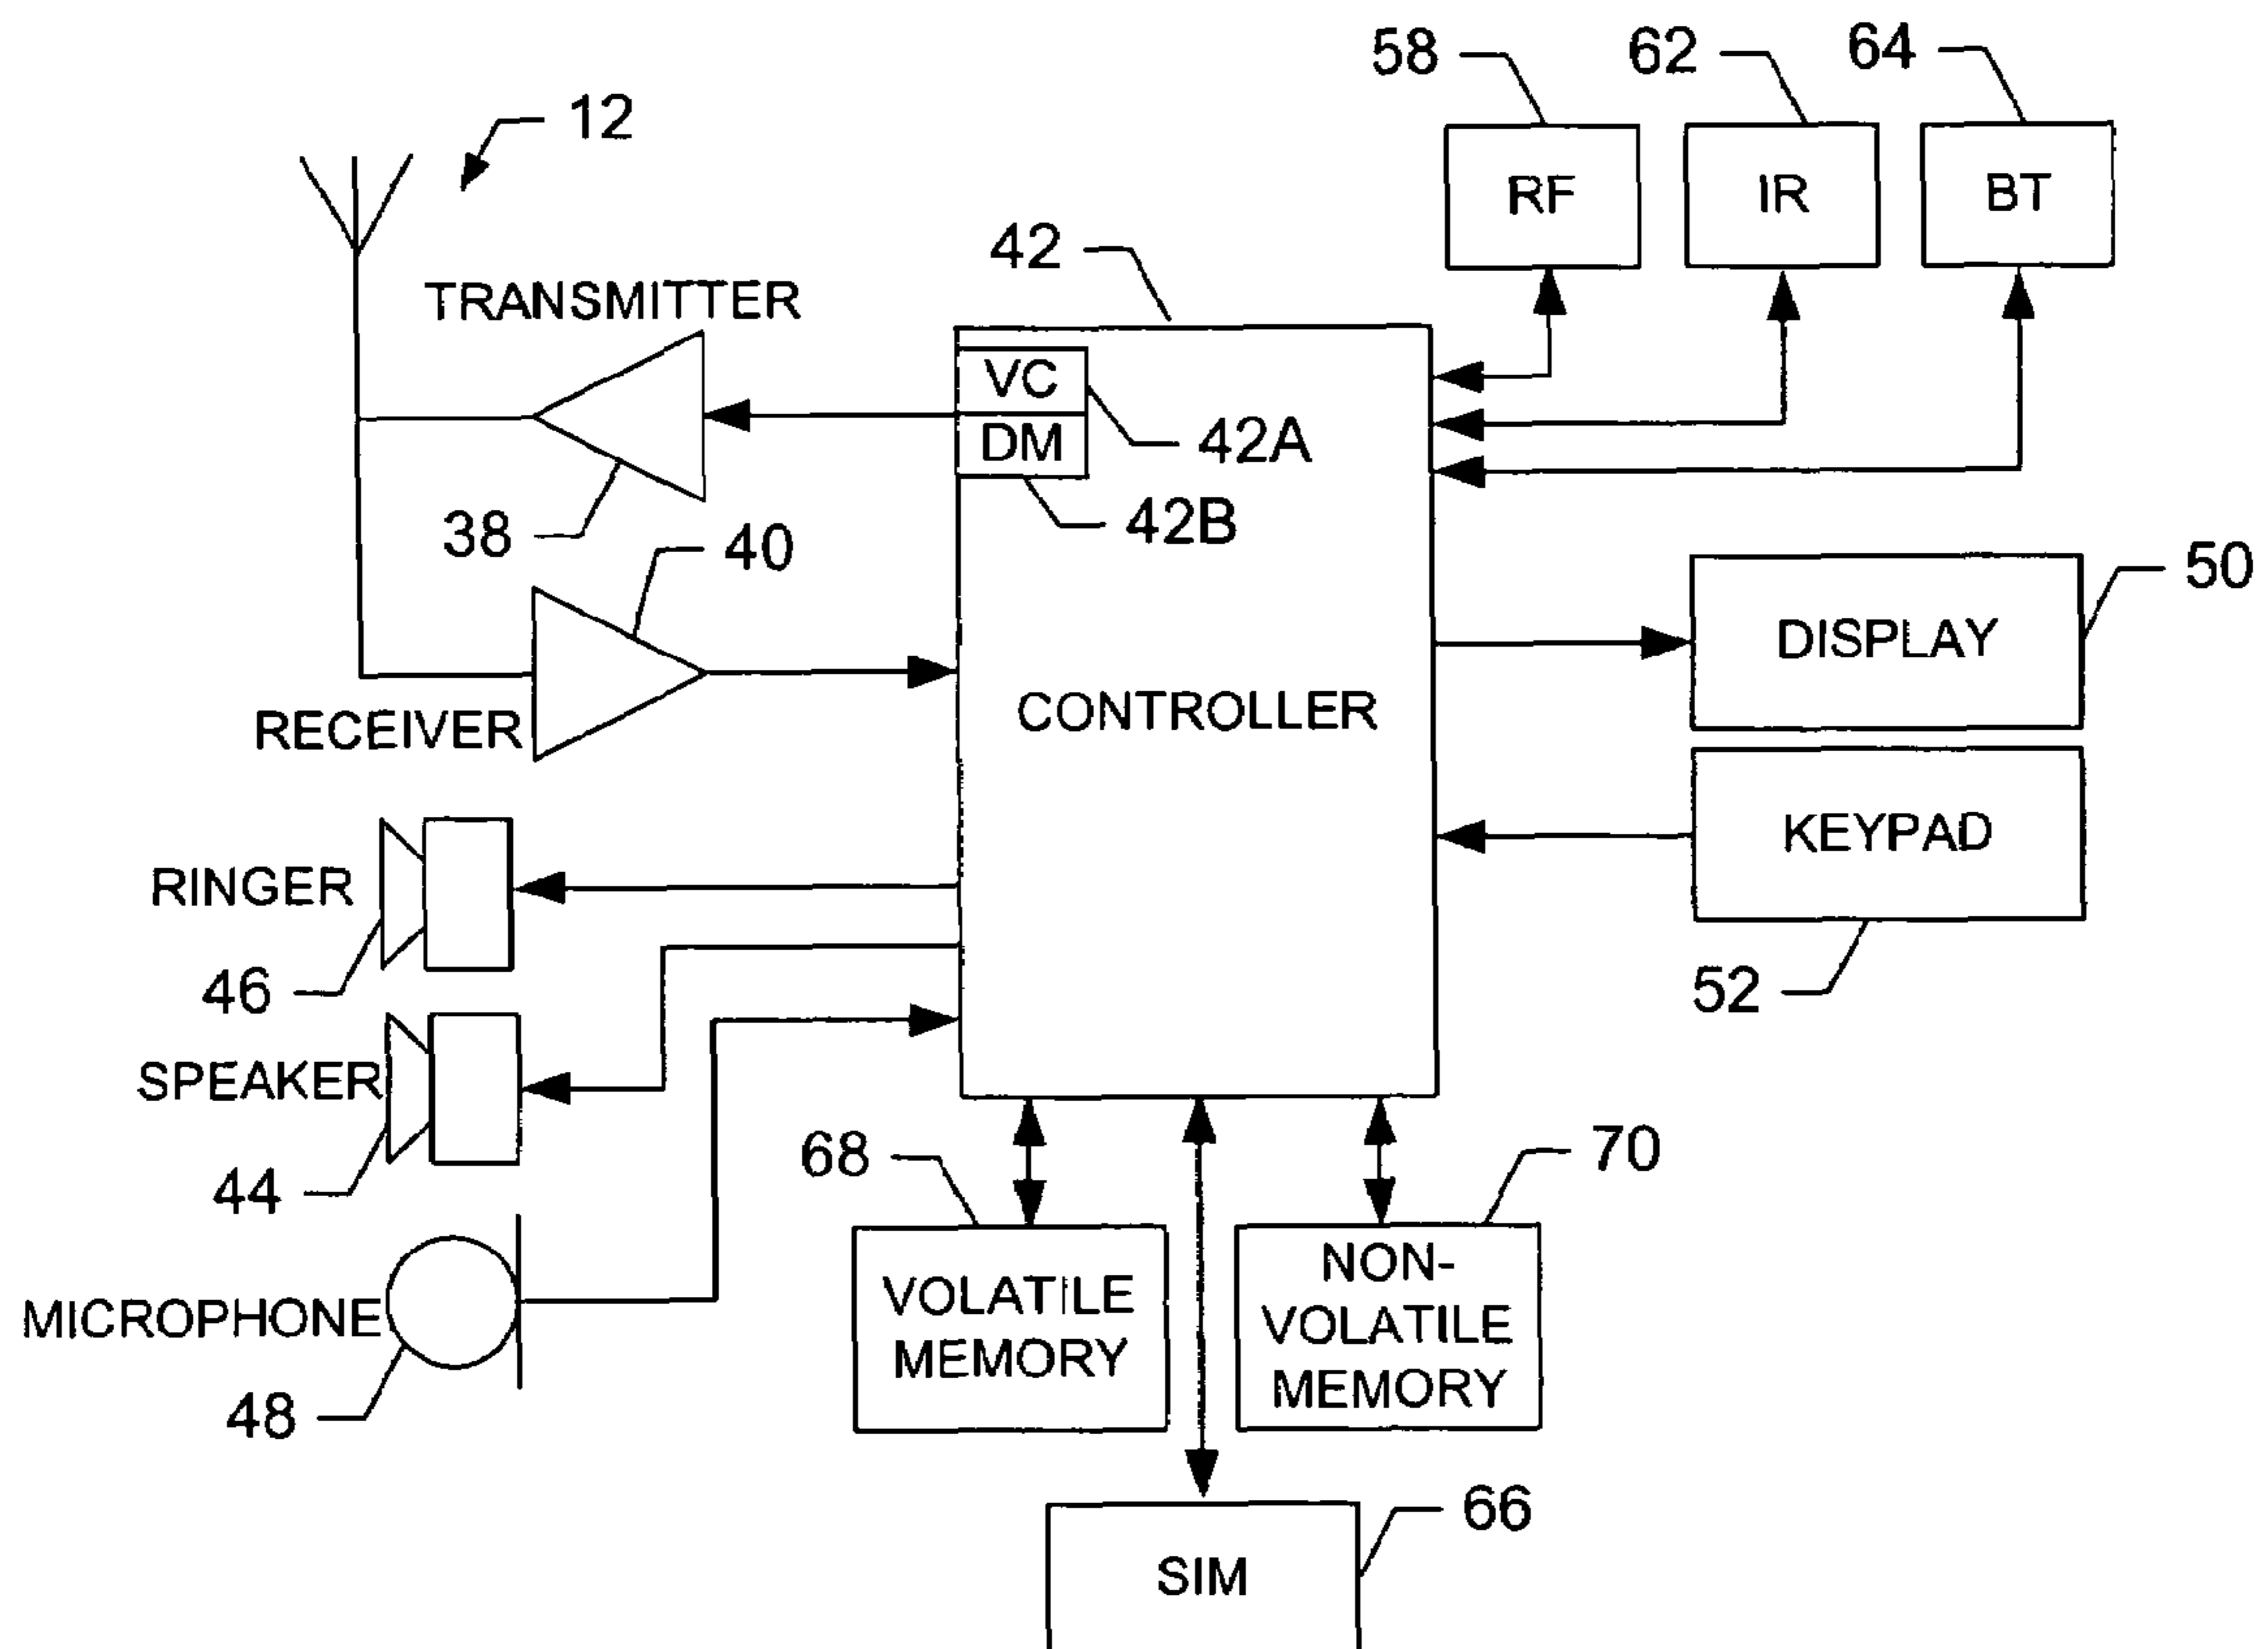 58
62
64
12
RF
IR
BT
42
TRANSMITTER
VC
42A
DM
42B
38
40
50
DISPLAY
CONTROLLER
RECEIVER
KEYPAD
RINGER
46
52
SPEAKER
44
68
70
NON-
VOLATILE
MEMORY
VOLATILE
MEMORY
MICROPHONE
48
66
SIM